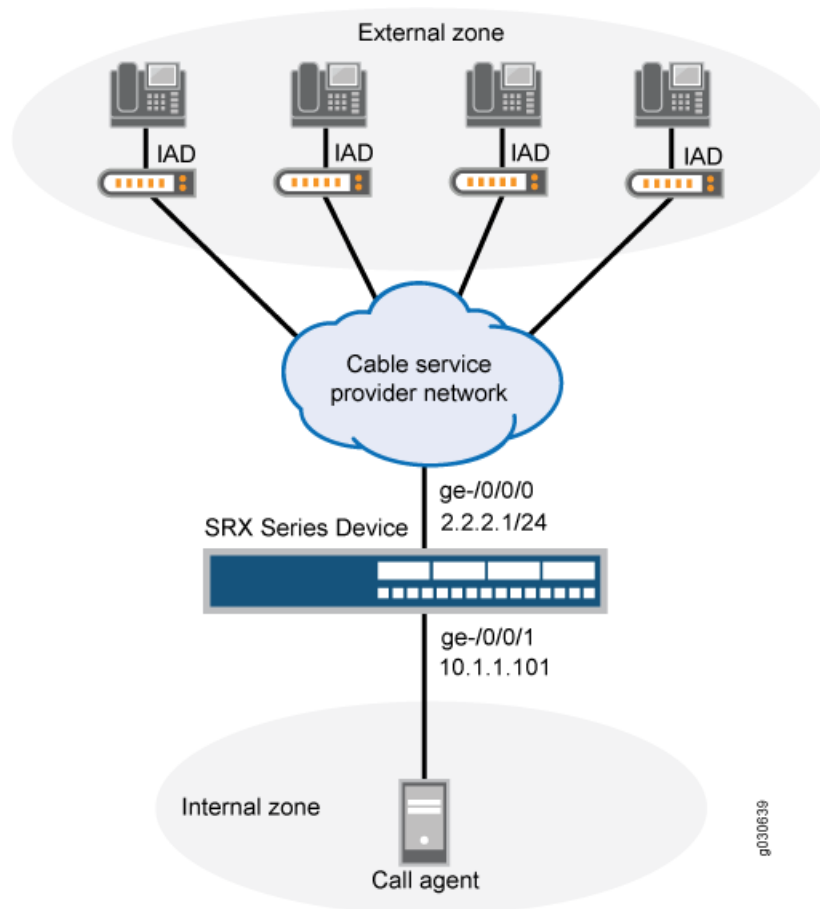 External zone
IAD
IAD
IAD
IAD
Cable service
provider network
ge-/0/0/0
2.2.2.1/24
SRX Series Device
ge-/0/0/1
10.1.1.101
Internal zone
Call agent
g030639